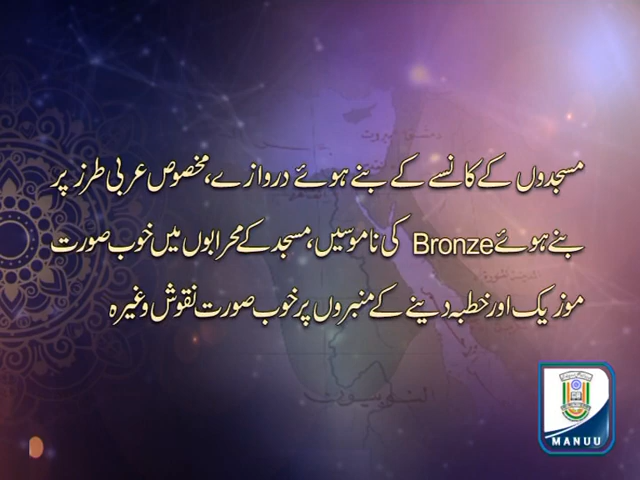 مسجدوں کے کانسے کے بنے ہوئے دروازے، مخصوص عربی طرز پر
بنے ہوئے Bronze کی ناموسیں، مسجد کے محرابوں میں خوب صورت
موزیک اور خطبہ دینے کے منبروں پر خوب صورت نقوش وغیرہ
MANUU